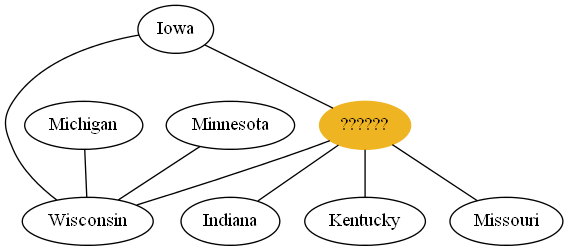 Iowa
Michigan
Minnesota
??????
Wisconsin
Indiana
Kentucky
Missouri